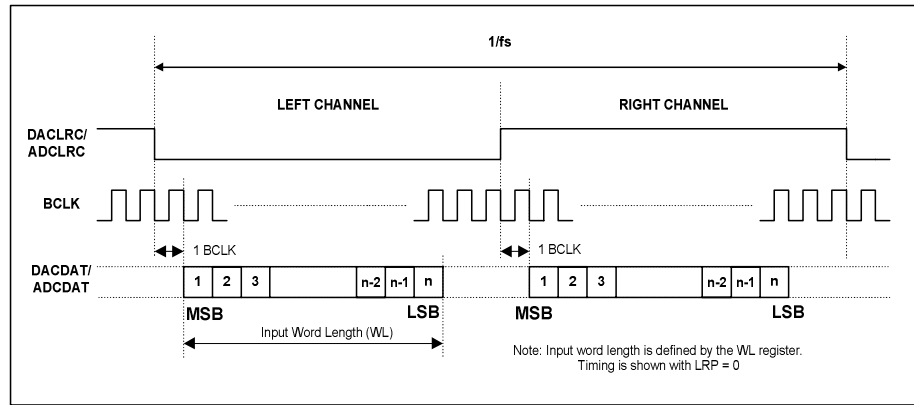 1/fs
LEFT CHANNEL
RIGHT CHANNEL
DACLRC/
ADCLRC
BCLK
1 BCLK
1 BCLK
DACDAT/
ADCDAT
1 2 3 n-2 n-1 n
1 2 3 n-2 n-1 n
MSB
LSB
MSB
LSB
Input Word Length (WL)
Note: Input word length is defined by the WL register.
Timing is shown with LRP = 0